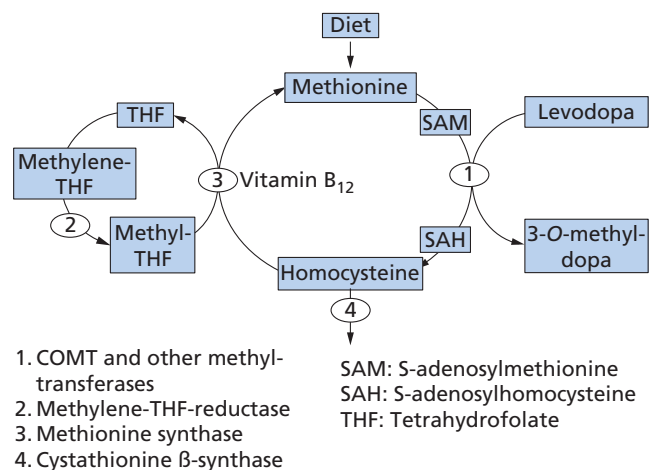 Diet
Methionine
THF
SAM
Levodopa
Methylene-
THF
3
Vitamin B12
1
2
Methyl-
THF
SAH
3-O-methyl-
dopa
Homocysteine
4
1. COMT and other methyl-
transferases
2. Methylene-THF-reductase
3. Methionine synthase
4. Cystathionine ß-synthase
SAM: S-adenosylmethionine
SAH: S-adenosylhomocysteine
THF: Tetrahydrofolate